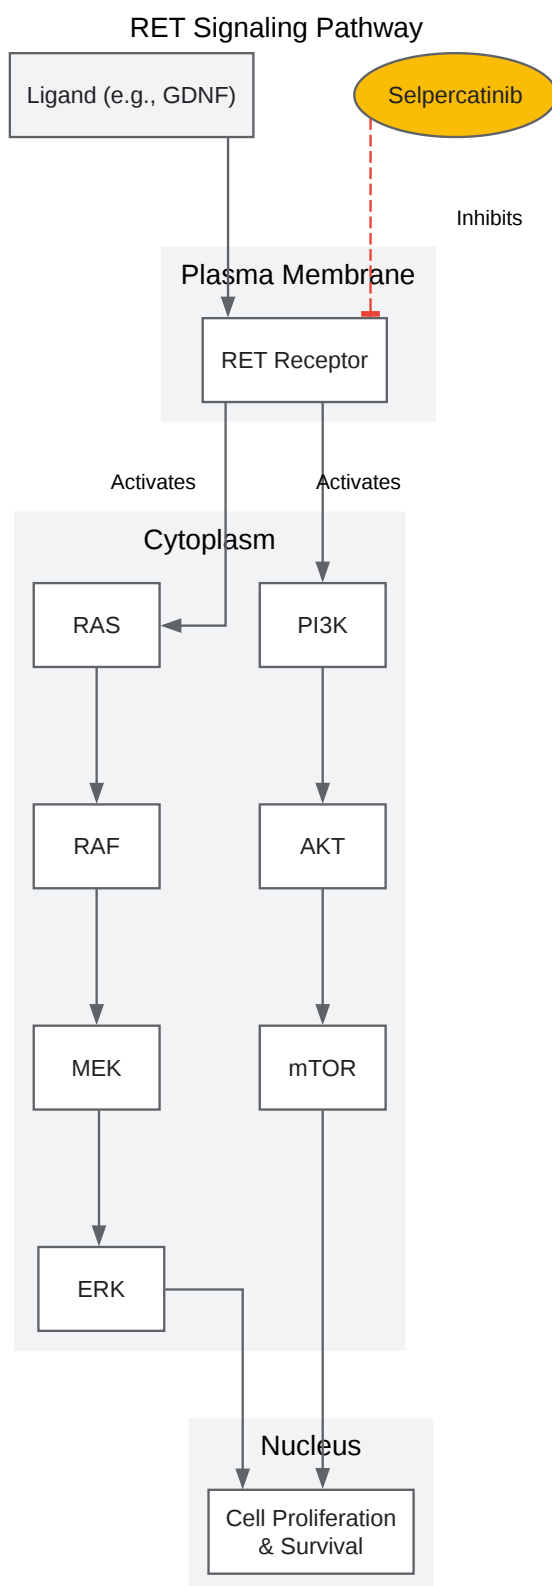 RET Signaling Pathway
Ligand (e.g., GDNF)
Selpercatinib
Inhibits
Plasma Membrane
RET Receptor
Activates
Activates
Cytoplasm
RAS
PI3K
RAF
AKT
MEK
mTOR
ERK
Nucleus
Cell Proliferation
& Survival